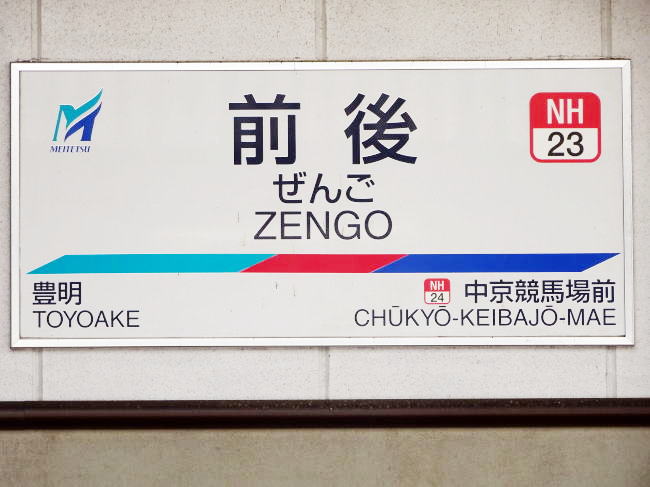 MEITETSU
前後
NH
23
ぜんご
ZENGO
豊明
TOYOAKE
NH
24
中京競馬場前
CHŪKYŌ-KEIBAJŌ-MAE